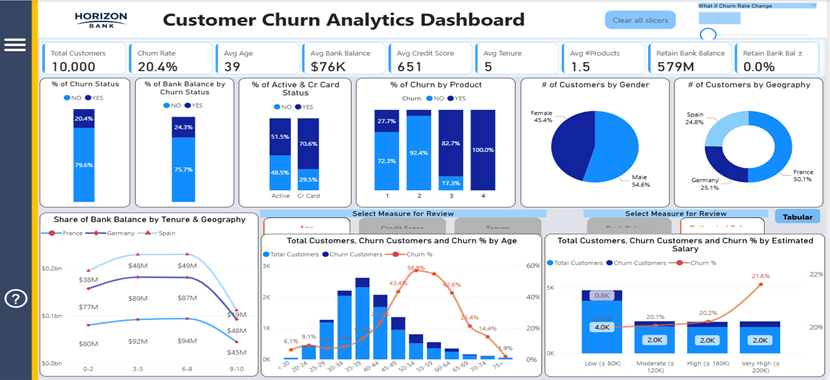 HORIZON
BANK
Customer Churn Analytics Dashboard
Clear all slicers
What if Churn Rate Change
Total Customers
10,000
Churn Rate
20.4%
Avg Age
39
Avg Bank Balance
$76K
Avg Credit Score
651
Avg Tenure
5
Avg #Products
1.5
Retain Bank Balance
579M
Retain Bank Bal ±
0.0%
% of Churn Status
NO YES
20.4%
79.6%
% of Bank Balance by
Churn Status
NO YES
24.3%
75.7%
% of Active & Cr Card
Status
NO YES
51.5%
70.6%
48.5%
29.5%
Active
Cr Card
% of Churn by Product
Churn NO YES
27.7%
72.3%
92.4%
82.7%
17.3%
100.0%
1
2
3
4
# of Customers by Gender
Female
45.4%
Male
54.6%
# of Customers by Geography
Spain
24.8%
Germany
25.1%
France
50.1%
Share of Bank Balance by Tenure & Geography
France Germany Spain
$0.2bn
$0.1bn
$0.0bn
$38M
$48M
$49M
$19M
$77M
$89M
$87M
$48M
$80M
$92M
$94M
$45M
0-2
3-5
6-8
9-10
Select Measure for Review
Select Measure for Review
Tabular
Total Customers, Churn Customers and Churn % by Age
Total Customers Churn Customers Churn %
3K
2K
1K
0K
60%
40%
20%
0%
6.1%
9.1%
43.4%
56.0%
42.8%
21.4%
14.4%
1.9%
< 20
20-24
25-29
30-34
35-39
40-44
45-49
50-54
55-59
60-64
65-69
70-74
75+
Total Customers, Churn Customers and Churn % by Estimated
Salary
Total Customers Churn Customers Churn %
5K
0K
22%
20%
0.8K
4.0K
20.1%
2.0K
20.2%
2.0K
21.6%
2.0K
Low (≤ 80K)
Moderate (≤
120K)
High (≤ 160K)
Very High (≤
200K)
?